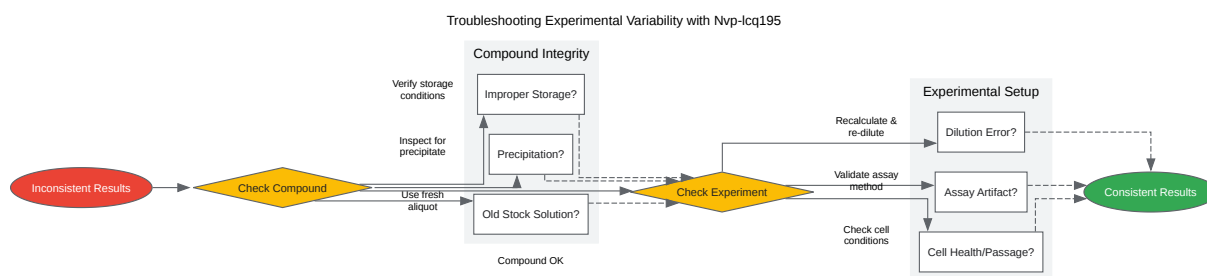 Troubleshooting Experimental Variability with Nvp-lcq195
Compound Integrity
Verify storage
conditions
Improper Storage?
Inspect for
precipitate
Precipitation?
Inconsistent Results
Check Compound
Use fresh
aliquot
Old Stock Solution?
Compound OK
Check Experiment
Experimental Setup
Recalculate &
re-dilute
Dilution Error?
Validate assay
method
Assay Artifact?
Check cell
conditions
Cell Health/Passage?
Consistent Results